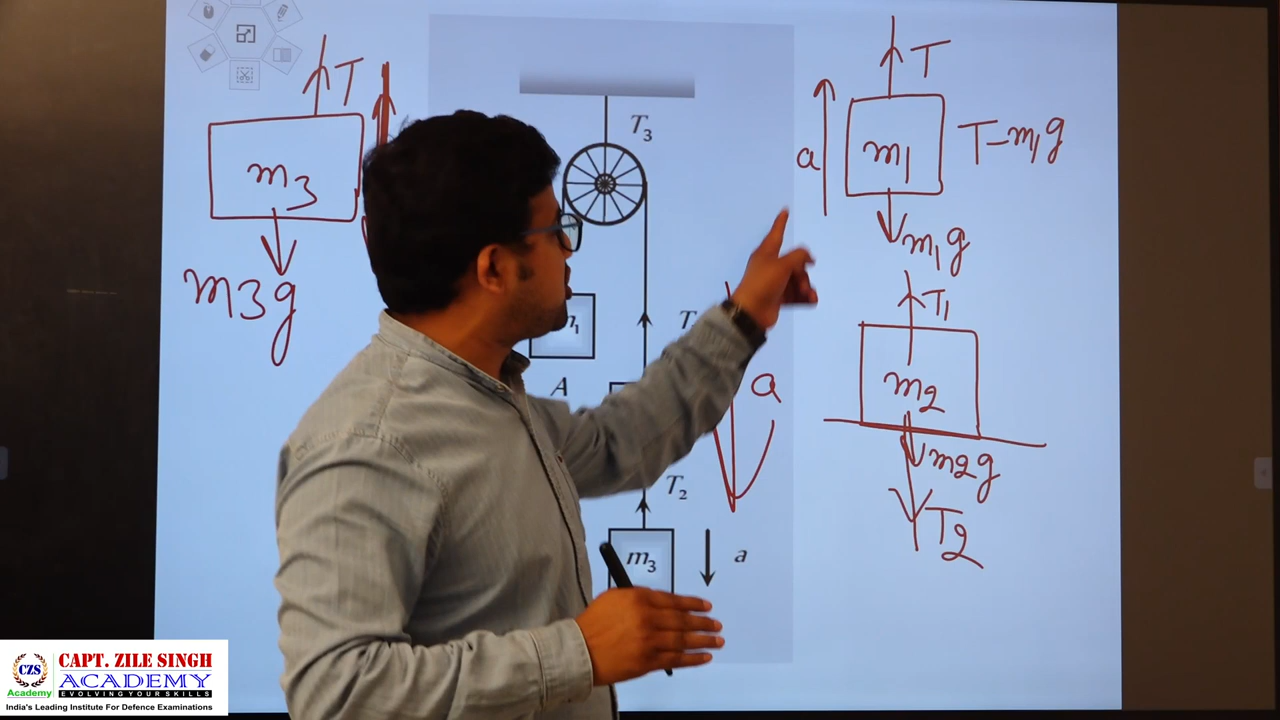 T
m3
m3g
T3
A
T2
m3
a
a
T
a
m1
T-m1g
m1g
T1
m2
m2g
T2
CZS
Academy
CAPT. ZILE SINGH
ACADEMY
EVOLVING YOUR SKILLS
India's Leading Institute For Defence Examinations